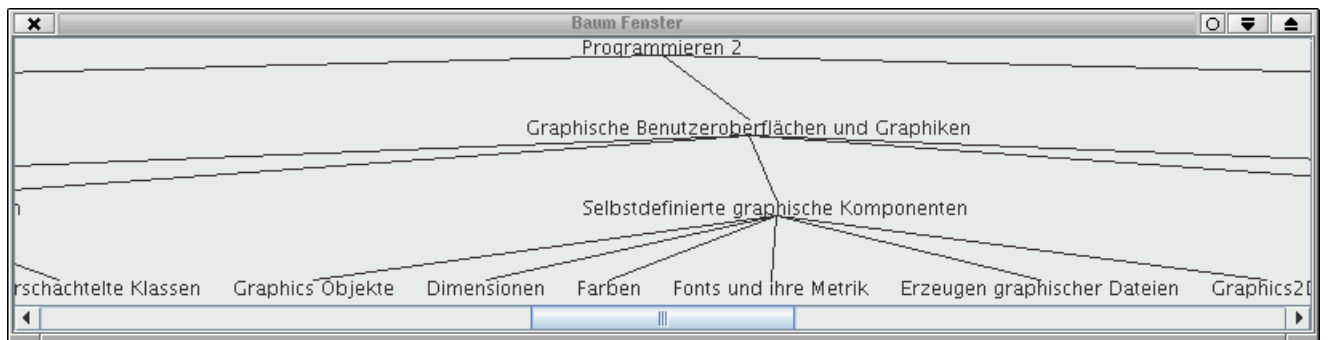 Baum Fenster
Programmieren 2
Graphische Benutzeroberflächen und Graphiken
n
Selbstdefinierte graphische Komponenten
rschachtelte Klassen Graphics Objekte Dimensionen Farben Fonts und ihre Metrik Erzeugen graphischer Dateien Graphics2D